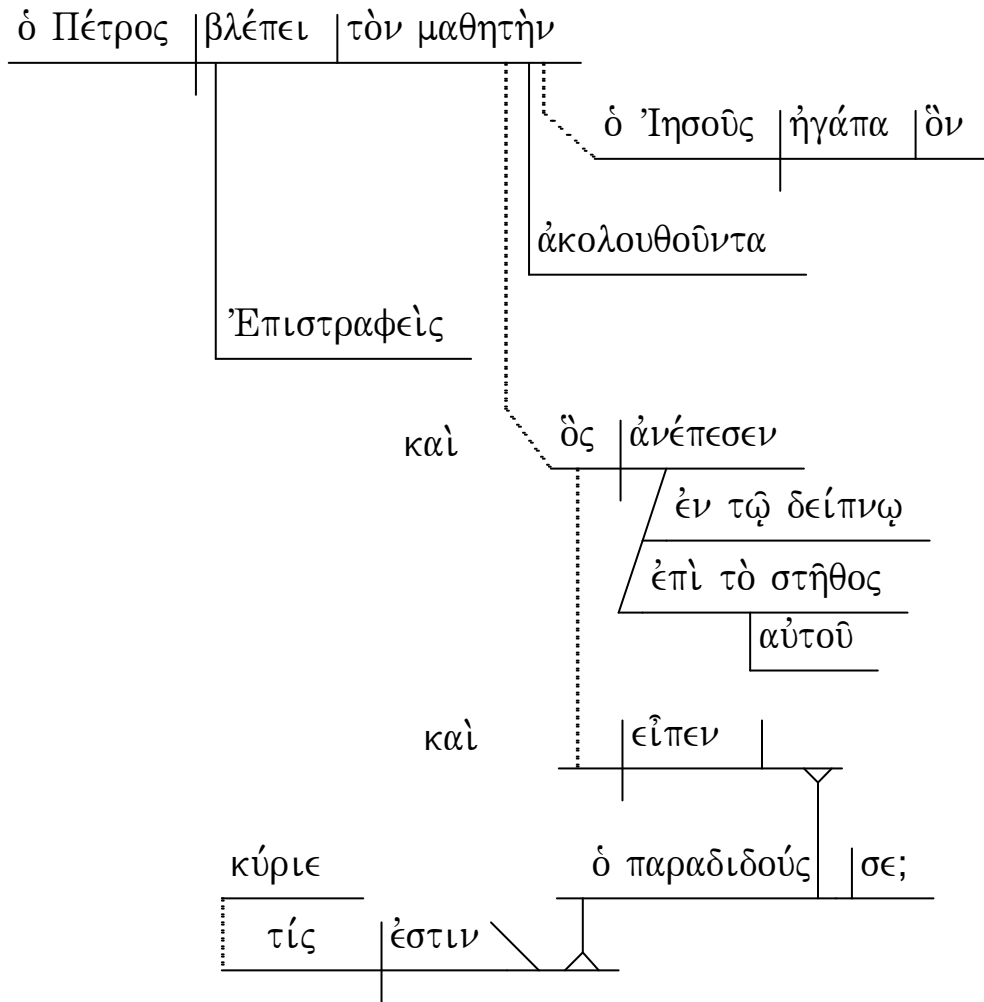 ὁ Πέτρος βλέπει τὸν μαθητὴν
ὁ Ἰησοῦς ἠγάπα ὃν
ἀκολουθοῦντα
Ἐπιστραφεὶς
καὶ ὃς ἀνέπεσεν
ἐν τῷ δείπνῳ
ἐπὶ τὸ στῆθος
αὐτοῦ
καὶ εἶπεν
κύριε ὁ παραδιδούς σε;
τίς ἐστιν